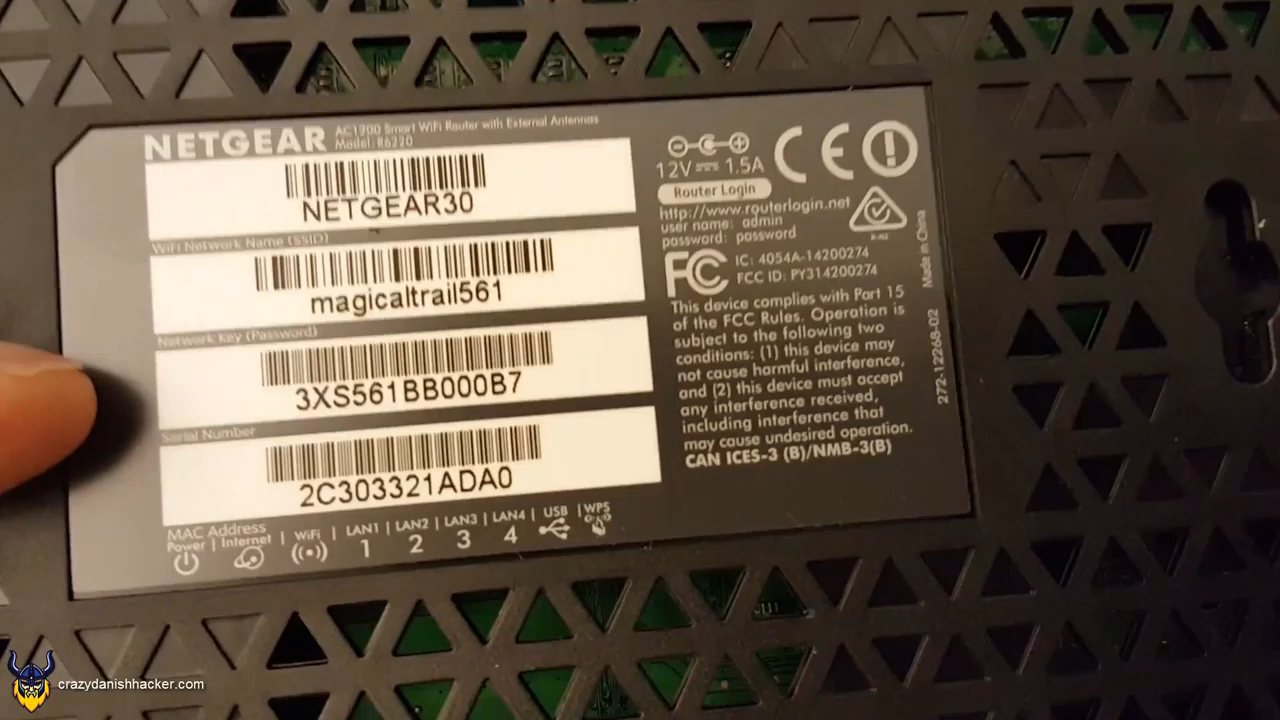 NETGEAR AC1200 Smart WiFi Router with External Antennas
Model: R6220
NETGEAR30
WiFi Network Name (SSID)
magicaltrail561
Network Key (Password)
3XS561BB000B7
Serial Number
2C303321ADA0
MAC Address
Power | Internet | WiFi | LAN1 | LAN2 | LAN3 | LAN4 | USB | WPS
1 2 3 4
12V 1.5A
CE
Router Login
http://www.routerlogin.net
user name: admin
password: password
R-NZ
FC IC: 4054A-14200274
FCC ID: PY314200274
This device complies with Part 15
of the FCC Rules. Operation is
subject to the following two
conditions: (1) this device may
not cause harmful interference,
and (2) this device must accept
any interference received,
including interference that
may cause undesired operation.
CAN ICES-3 (B)/NMB-3(B)
Made in China
272-12268-02
crazydanishhacker.com